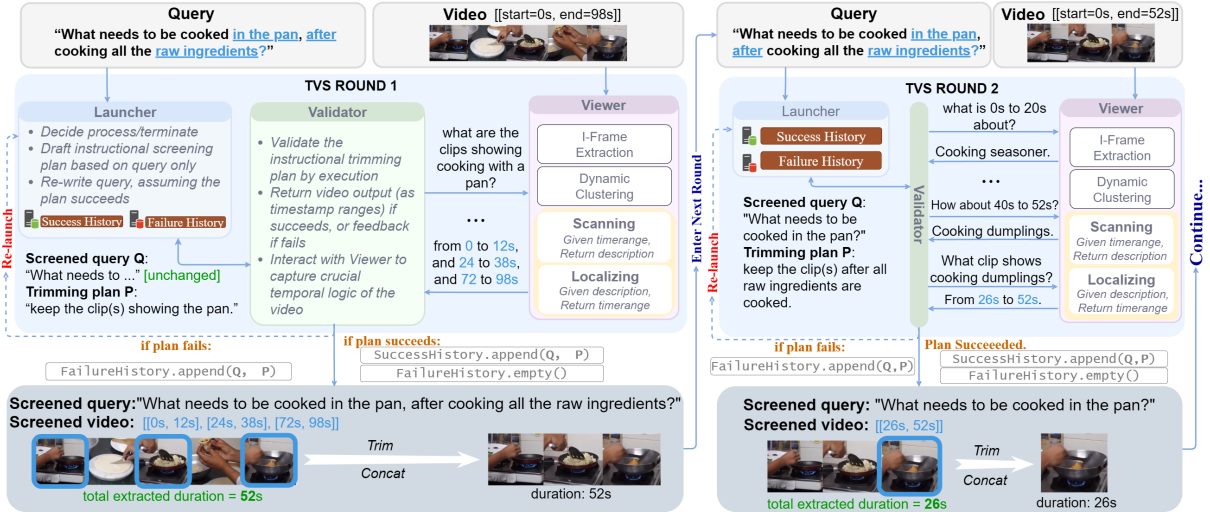 Query
“What needs to be cooked in the pan, after
cooking all the raw ingredients?”
Video [[start=0s, end=98s]]
TVS ROUND 1
Launcher
• Decide process/terminate
• Draft instructional screening
plan based on query only
• Re-write query, assuming the
plan succeeds
Success History
Failure History
Re-launch
Screened query Q:
“What needs to ...” [unchanged]
Trimming plan P:
“keep the clip(s) showing the pan.”
Validator
• Validate the
instructional trimming
plan by execution
• Return video output (as
timestamp ranges) if
succeeds, or feedback
if fails
• Interact with Viewer to
capture crucial
temporal logic of the
video
what are the
clips showing
cooking with a
pan?
...
from 0 to 12s,
and 24 to 38s,
and 72 to 98s
Viewer
I-Frame
Extraction
Dynamic
Clustering
Scanning
Given timerange,
Return description
Localizing
Given description,
Return timerange
if plan fails:
FailureHistory.append(Q, P)
if plan succeeds:
SuccessHistory.append(Q, P)
FailureHistory.empty()
Screened query:"What needs to be cooked in the pan, after cooking all the raw ingredients?"
Screened video: [[0s, 12s], [24s, 38s], [72s, 98s]]
Trim
Concat
total extracted duration = 52s
duration: 52s
Enter Next Round
Query
“What needs to be cooked in the pan,
after cooking all the raw ingredients?”
Video [[start=0s, end=52s]]
TVS ROUND 2
Launcher
Success History
Failure History
Re-launch
Screened query Q:
"What needs to be
cooked in the pan?"
Trimming plan P:
keep the clip(s) after all
raw ingredients are
cooked.
Validator
what is 0s to 20s
about?
Cooking seasoner.
...
How about 40s to 52s?
Cooking dumplings.
What clip shows
cooking dumplings?
From 26s to 52s.
Viewer
I-Frame
Extraction
Dynamic
Clustering
Scanning
Given timerange,
Return description
Localizing
Given description,
Return timerange
if plan fails:
FailureHistory.append(Q,P)
Plan Succeeeded.
SuccessHistory.append(Q,P)
FailureHistory.empty()
Screened query: "What needs to be cooked in the pan?"
Screened video: [[26s, 52s]]
Trim
Concat
total extracted duration = 26s
duration: 26s
Continue...